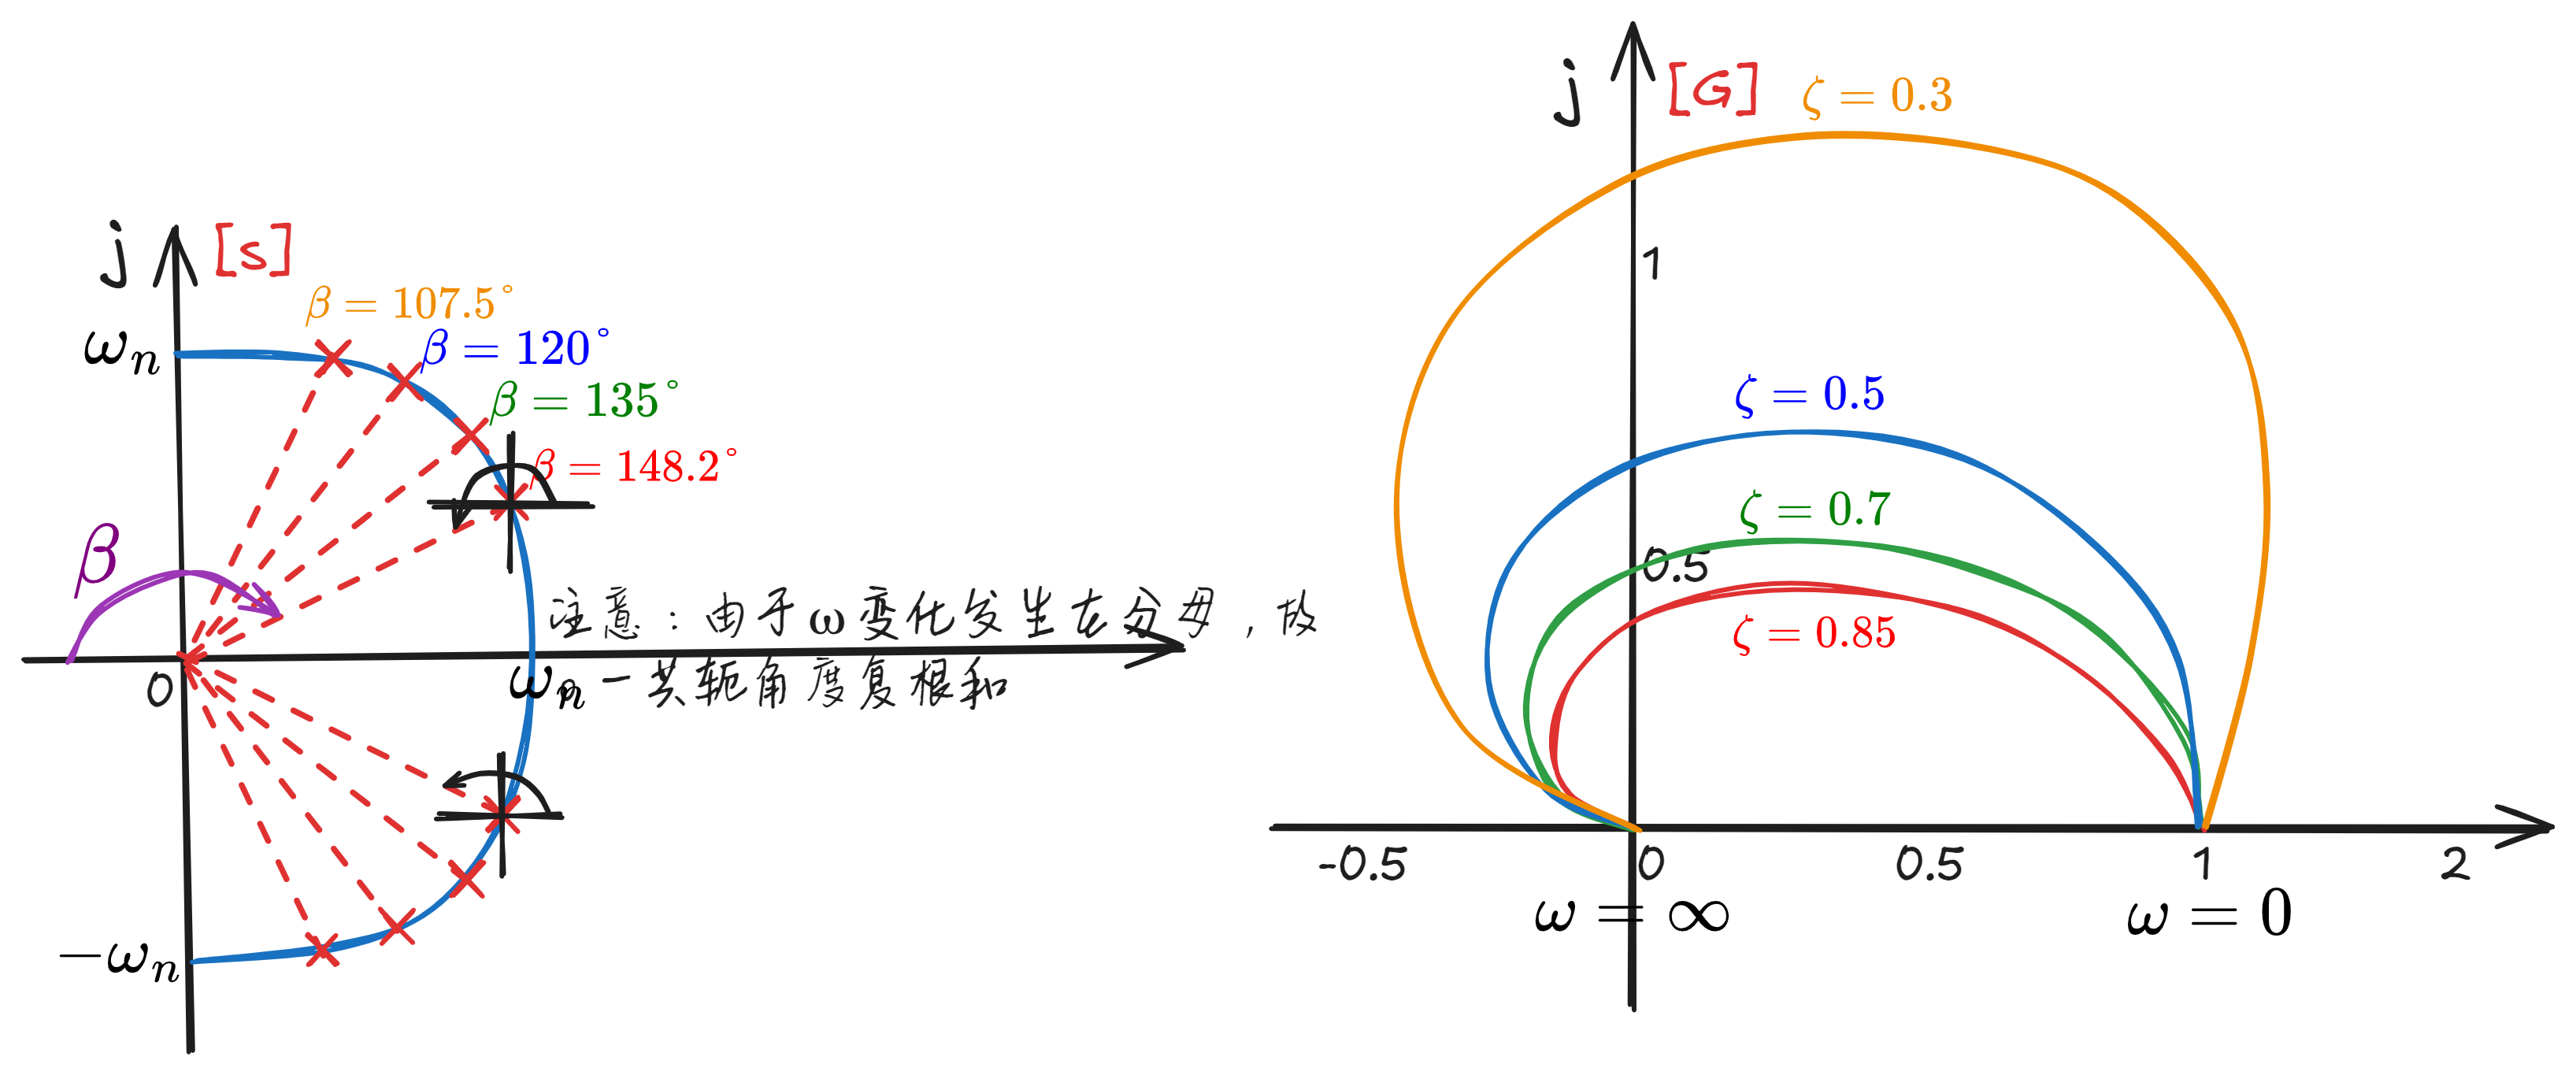 j [s]
ωn
β = 107.5°
β = 120°
β = 135°
β = 148.2°
β
0
ωn
−ωn
注意：由于ω变化发生在分母，故
一共轭角度复根和
j [G]
ζ = 0.3
1
ζ = 0.5
ζ = 0.7
0.5
ζ = 0.85
-0.5 0 0.5 1 2
ω = ∞ ω = 0